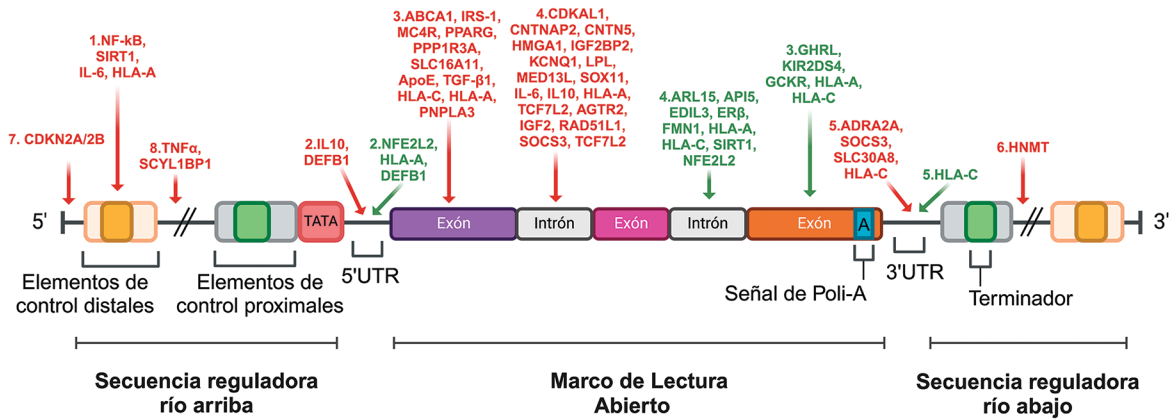 1.NF-kB,
SIRT1,
IL-6, HLA-A
7. CDKN2A/2B
8.TNFα,
SCYL1BP1
2.IL10,
DEFB1
2.NFE2L2,
HLA-A,
DEFB1
3.ABCA1, IRS-1,
MC4R, PPARG,
PPP1R3A,
SLC16A11,
ApoE, TGF-β1,
HLA-C, HLA-A,
PNPLA3
4.CDKAL1,
CNTNAP2, CNTN5,
HMGA1, IGF2BP2,
KCNQ1, LPL,
MED13L, SOX11,
IL-6, IL10, HLA-A,
TCF7L2, AGTR2,
IGF2, RAD51L1,
SOCS3, TCF7L2
4.ARL15, API5,
EDIL3, ERβ,
FMN1, HLA-A,
HLA-C, SIRT1,
NFE2L2
3.GHRL,
KIR2DS4,
GCKR, HLA-A,
HLA-C
5.ADRA2A,
SOCS3,
SLC30A8,
HLA-C
5.HLA-C
6.HNMT
5'
TATA
Exón
Intrón
Exón
Intrón
Exón
A
3'
Elementos de
control distales
Elementos de
control proximales
5'UTR
Señal de Poli-A
3'UTR
Terminador
Secuencia reguladora
río arriba
Marco de Lectura
Abierto
Secuencia reguladora
río abajo